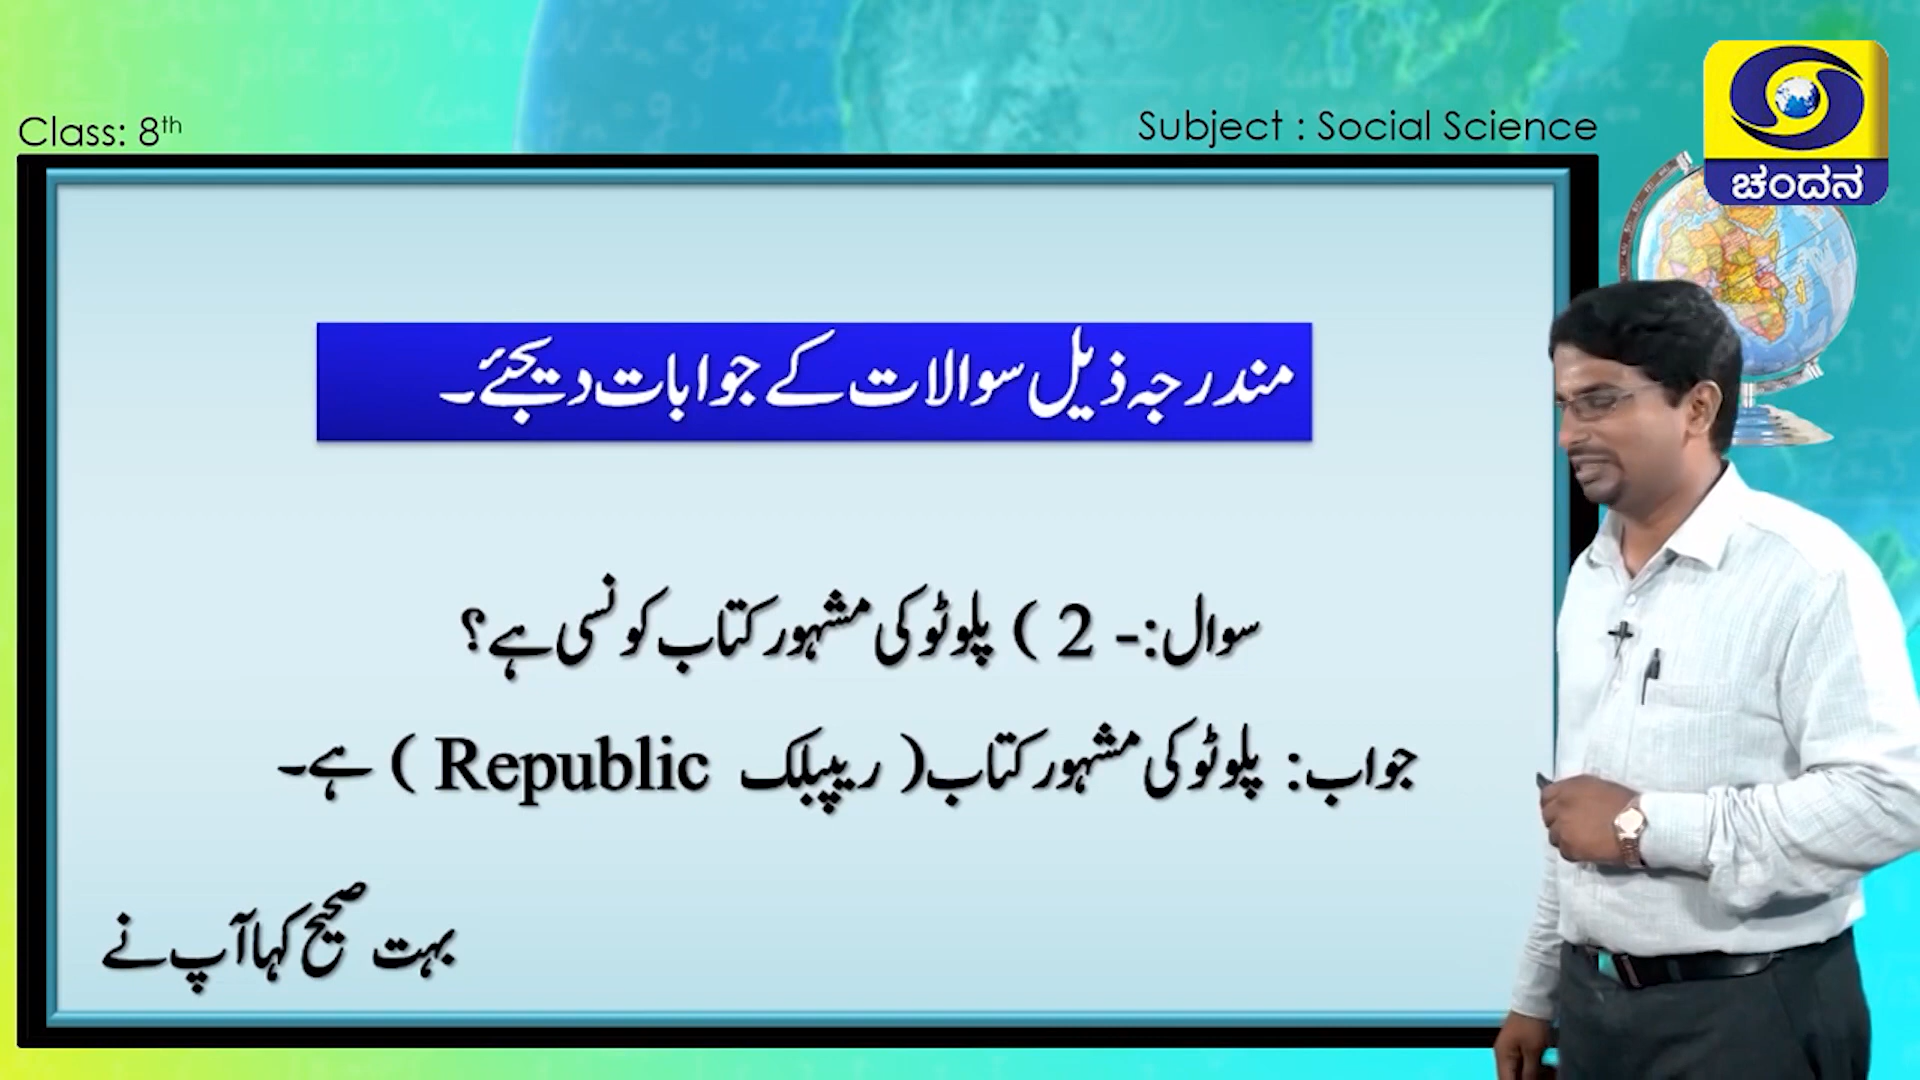 Class: 8th
Subject : Social Science
ಚಂದನ
مندرجہ ذیل سوالات کے جوابات دیجئے۔
سوال:- 2 ) پلوٹو کی مشہور کتاب کونسی ہے؟
جواب: پلوٹو کی مشہور کتاب( ریپبلک Republic ) ہے۔
بہت صحیح کہا آپ نے